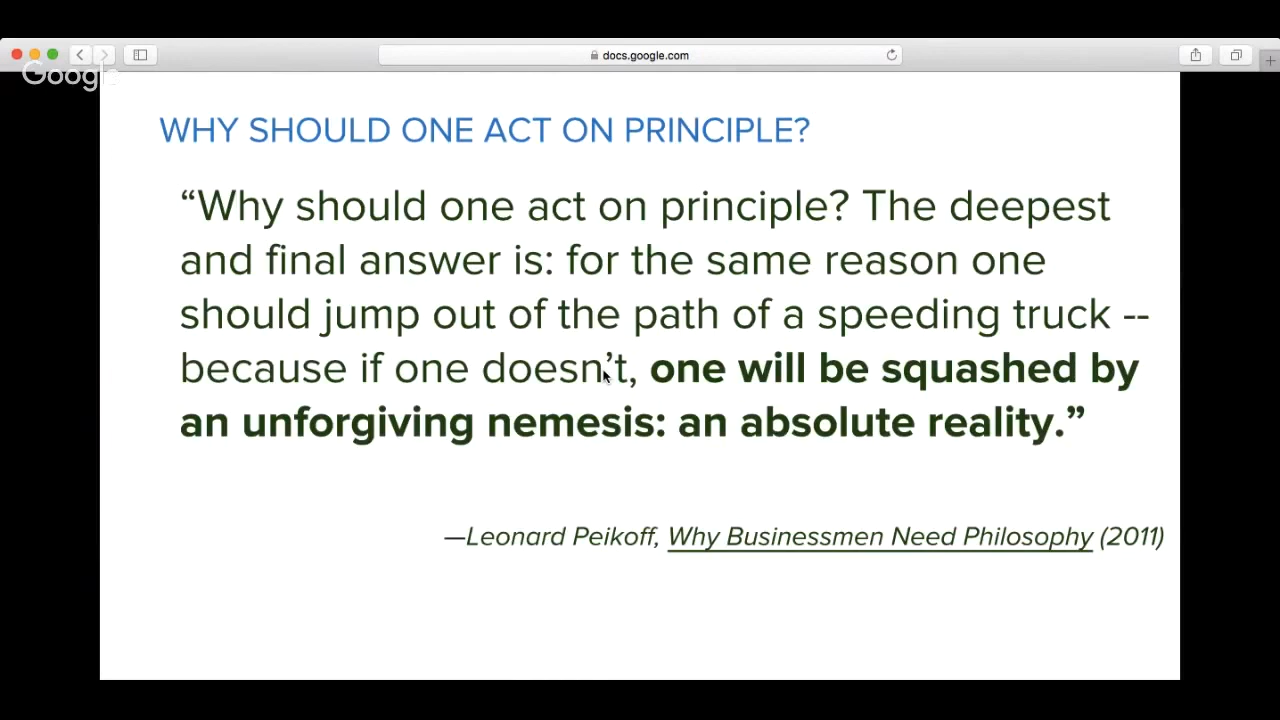 docs.google.com
Google
WHY SHOULD ONE ACT ON PRINCIPLE?
“Why should one act on principle? The deepest
and final answer is: for the same reason one
should jump out of the path of a speeding truck --
because if one doesn’t, one will be squashed by
an unforgiving nemesis: an absolute reality.”
—Leonard Peikoff, Why Businessmen Need Philosophy (2011)